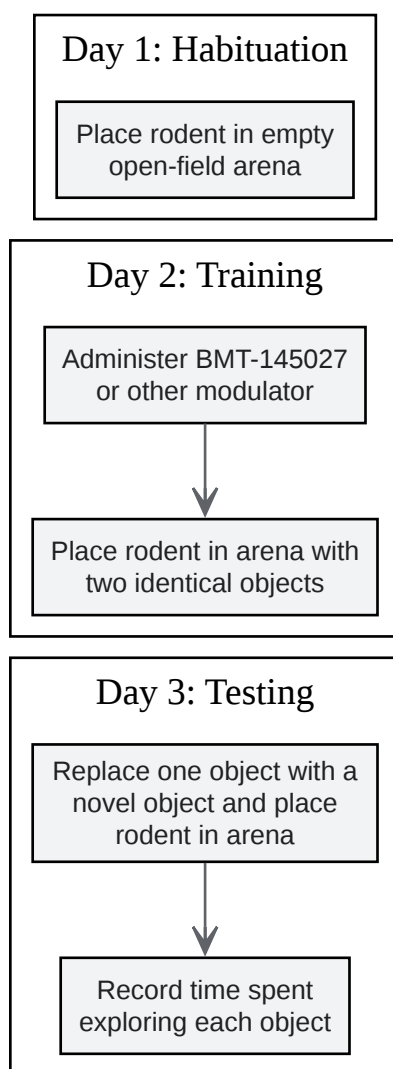 Day 1: Habituation
Place rodent in empty
open-field arena
Day 2: Training
Administer BMT-145027
or other modulator
Place rodent in arena with
two identical objects
Day 3: Testing
Replace one object with a
novel object and place
rodent in arena
Record time spent
exploring each object